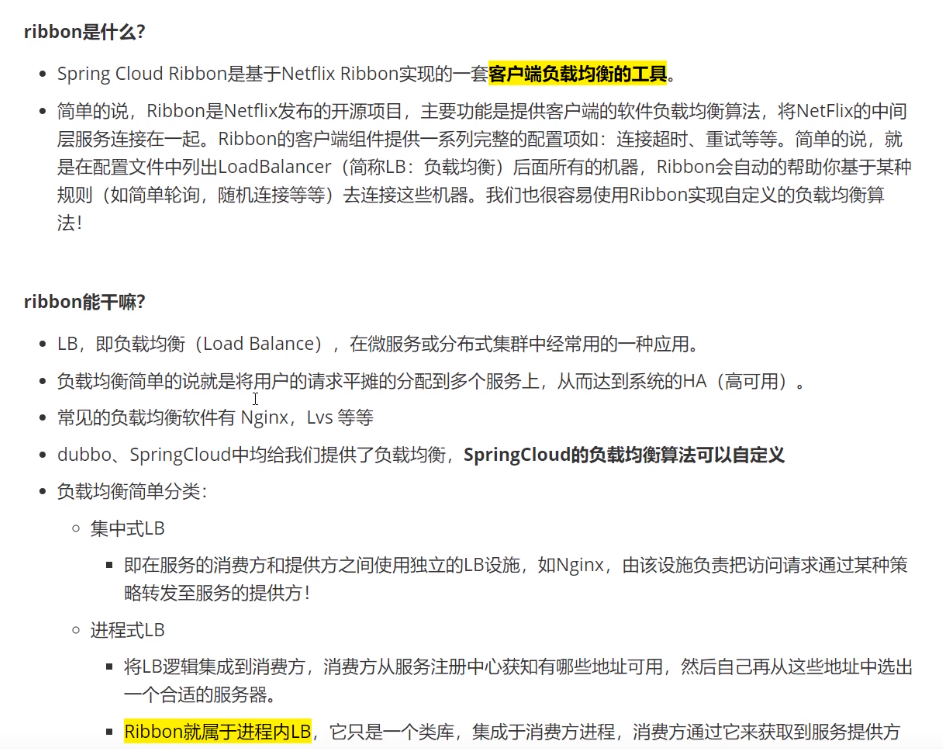 ribbon是什么?
Spring Cloud Ribbon是基于Netflix Ribbon实现的一套客户端负载均衡的工具。
简单的说，Ribbon是Netflix发布的开源项目，主要功能是提供客户端的软件负载均衡算法，将NetFlix的中间
层服务连接在一起。Ribbon的客户端组件提供一系列完整的配置项如：连接超时、重试等等。简单的说，就
是在配置文件中列出LoadBalancer（简称LB：负载均衡）后面所有的机器，Ribbon会自动的帮助你基于某种
规则（如简单轮询，随机连接等等）去连接这些机器。我们也很容易使用Ribbon实现自定义的负载均衡算
法！
ribbon能干嘛?
LB，即负载均衡（Load Balance），在微服务或分布式集群中经常用的一种应用。
负载均衡简单的说就是将用户的请求平摊的分配到多个服务上，从而达到系统的HA（高可用）。
常见的负载均衡软件有 Nginx，Lvs 等等
dubbo、SpringCloud中均给我们提供了负载均衡，SpringCloud的负载均衡算法可以自定义
负载均衡简单分类：
集中式LB
即在服务的消费方和提供方之间使用独立的LB设施，如Nginx，由该设施负责把访问请求通过某种策
略转发至服务的提供方！
进程式LB
将LB逻辑集成到消费方，消费方从服务注册中心获知有哪些地址可用，然后自己再从这些地址中选出
一个合适的服务器。
Ribbon就属于进程内LB，它只是一个类库，集成于消费方进程，消费方通过它来获取到服务提供方